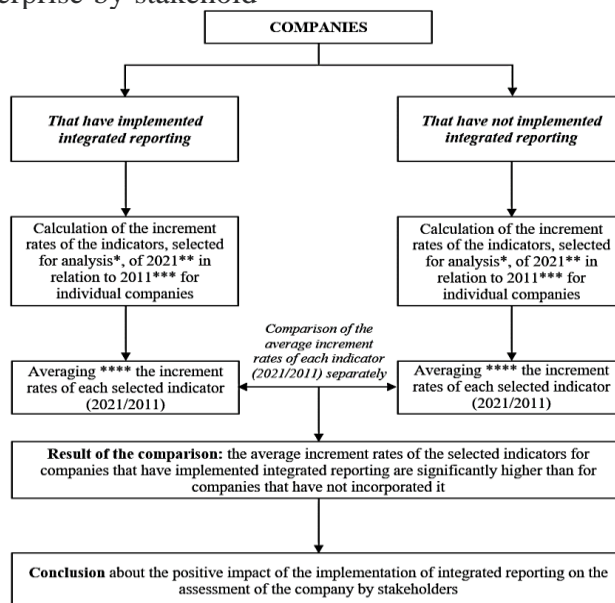 by stakehold
COMPANIES
That have implemented
integrated reporting
That have not implemented
integrated reporting
Calculation of the increment
rates of the indicators, selected
for analysis*, of 2021** in
relation to 2011*** for
individual companies
Calculation of the increment
rates of the indicators, selected
for analysis*, of 2021** in
relation to 2011*** for
individual companies
Comparison of the
average increment
rates of each indicator
(2021/2011) separately
Averaging **** the increment
rates of each selected indicator
(2021/2011)
Averaging **** the increment
rates of each selected indicator
(2021/2011)
Result of the comparison: the average increment rates of the selected indicators for
companies that have implemented integrated reporting are significantly higher than for
companies that have not incorporated it
Conclusion about the positive impact of the implementation of integrated reporting on the
assessment of the company by stakeholders